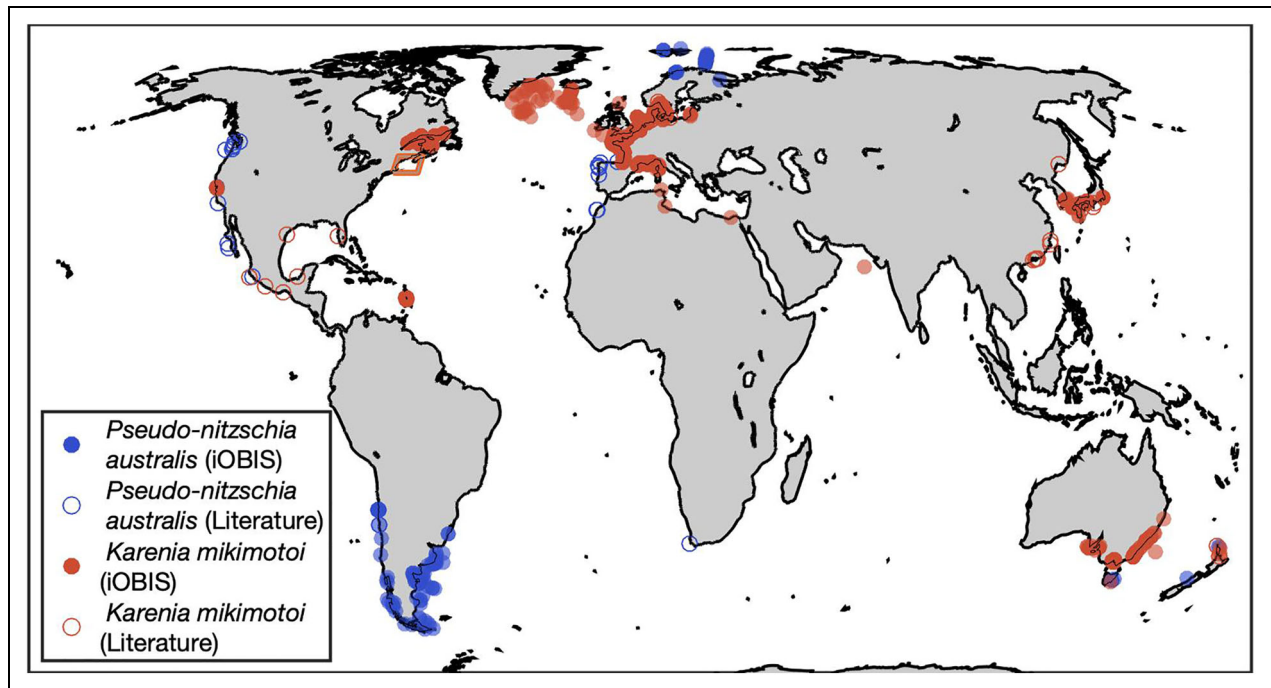 Pseudo-nitzschia
australis (iOBIS)
Pseudo-nitzschia
australis (Literature)
Karenia mikimotoi
(iOBIS)
Karenia mikimotoi
(Literature)